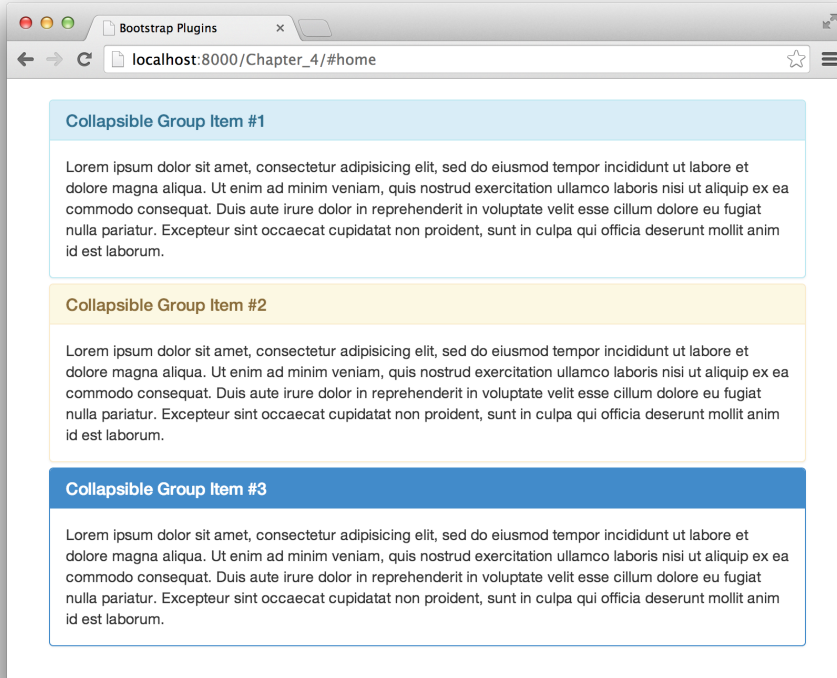 Bootstrap Plugins
localhost:8000/Chapter_4/#home
Collapsible Group Item #1
Lorem ipsum dolor sit amet, consectetur adipisicing elit, sed do eiusmod tempor incididunt ut labore et
dolore magna aliqua. Ut enim ad minim veniam, quis nostrud exercitation ullamco laboris nisi ut aliquip ex ea
commodo consequat. Duis aute irure dolor in reprehenderit in voluptate velit esse cillum dolore eu fugiat
nulla pariatur. Excepteur sint occaecat cupidatat non proident, sunt in culpa qui officia deserunt mollit anim
id est laborum.
Collapsible Group Item #2
Lorem ipsum dolor sit amet, consectetur adipisicing elit, sed do eiusmod tempor incididunt ut labore et
dolore magna aliqua. Ut enim ad minim veniam, quis nostrud exercitation ullamco laboris nisi ut aliquip ex ea
commodo consequat. Duis aute irure dolor in reprehenderit in voluptate velit esse cillum dolore eu fugiat
nulla pariatur. Excepteur sint occaecat cupidatat non proident, sunt in culpa qui officia deserunt mollit anim
id est laborum.
Collapsible Group Item #3
Lorem ipsum dolor sit amet, consectetur adipisicing elit, sed do eiusmod tempor incididunt ut labore et
dolore magna aliqua. Ut enim ad minim veniam, quis nostrud exercitation ullamco laboris nisi ut aliquip ex ea
commodo consequat. Duis aute irure dolor in reprehenderit in voluptate velit esse cillum dolore eu fugiat
nulla pariatur. Excepteur sint occaecat cupidatat non proident, sunt in culpa qui officia deserunt mollit anim
id est laborum.